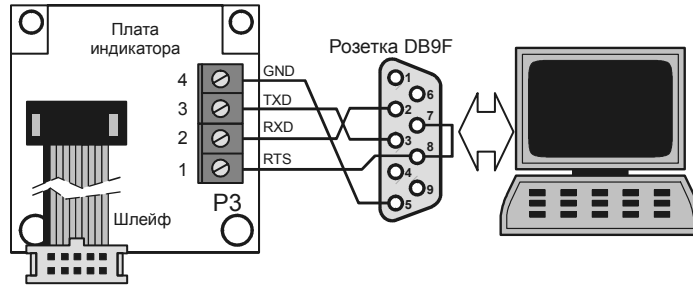 Плата
индикатора
Розетка DB9F
4 GND
3 TXD
2 RXD
1 RTS
P3
Шлейф
1
6
2
7
3
8
4
9
5